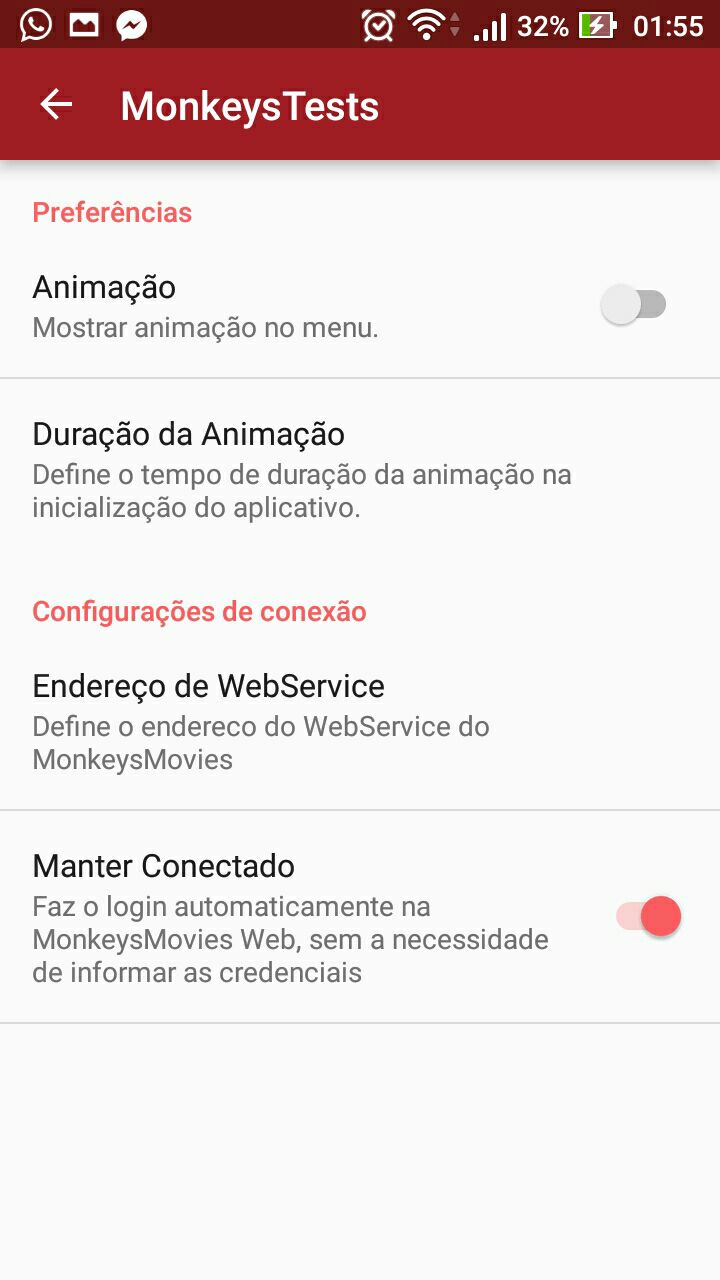 32% 01:55
MonkeysTests
Preferências
Animação
Mostrar animação no menu.
Duração da Animação
Define o tempo de duração da animação na
inicialização do aplicativo.
Configurações de conexão
Endereço de WebService
Define o endereco do WebService do
MonkeysMovies
Manter Conectado
Faz o login automaticamente na
MonkeysMovies Web, sem a necessidade
de informar as credenciais